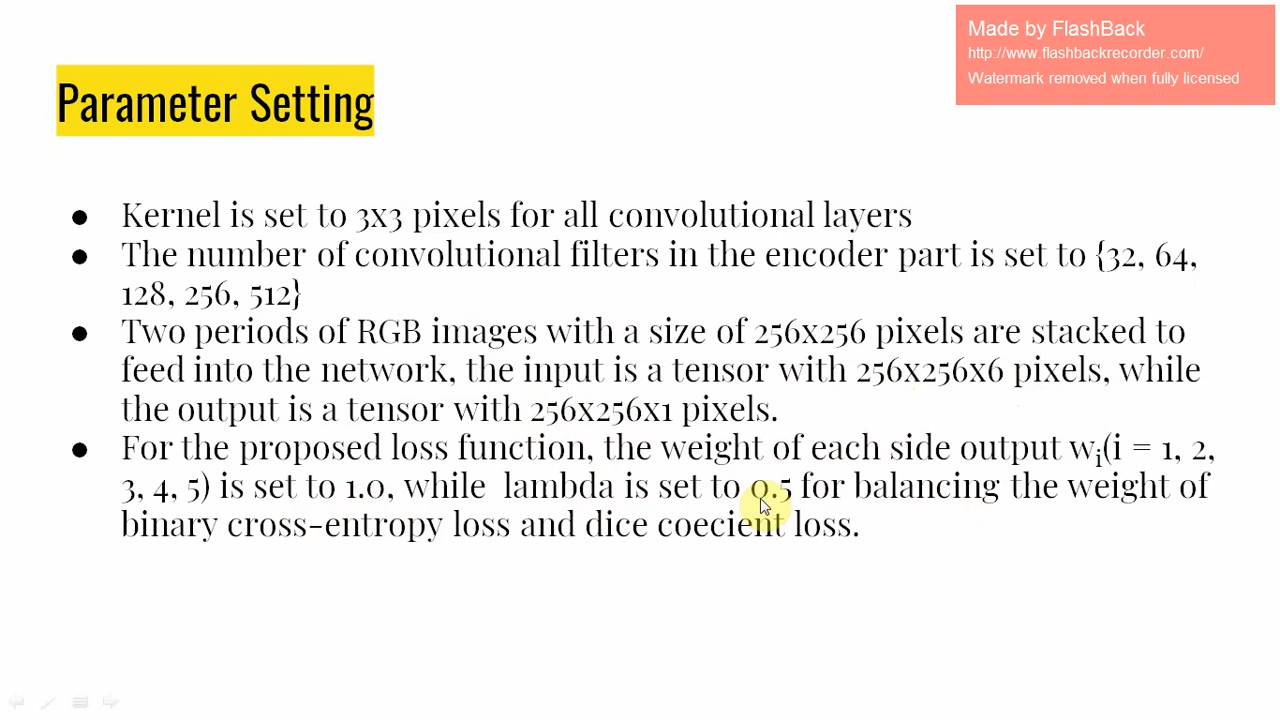 Made by FlashBack
http://www.flashbackrecorder.com/
Watermark removed when fully licensed
Parameter Setting
● Kernel is set to 3x3 pixels for all convolutional layers
● The number of convolutional filters in the encoder part is set to {32, 64,
128, 256, 512}
● Two periods of RGB images with a size of 256x256 pixels are stacked to
feed into the network, the input is a tensor with 256x256x6 pixels, while
the output is a tensor with 256x256x1 pixels.
● For the proposed loss function, the weight of each side output wi(i = 1, 2,
3, 4, 5) is set to 1.0, while lambda is set to 0.5 for balancing the weight of
binary cross-entropy loss and dice coecient loss.